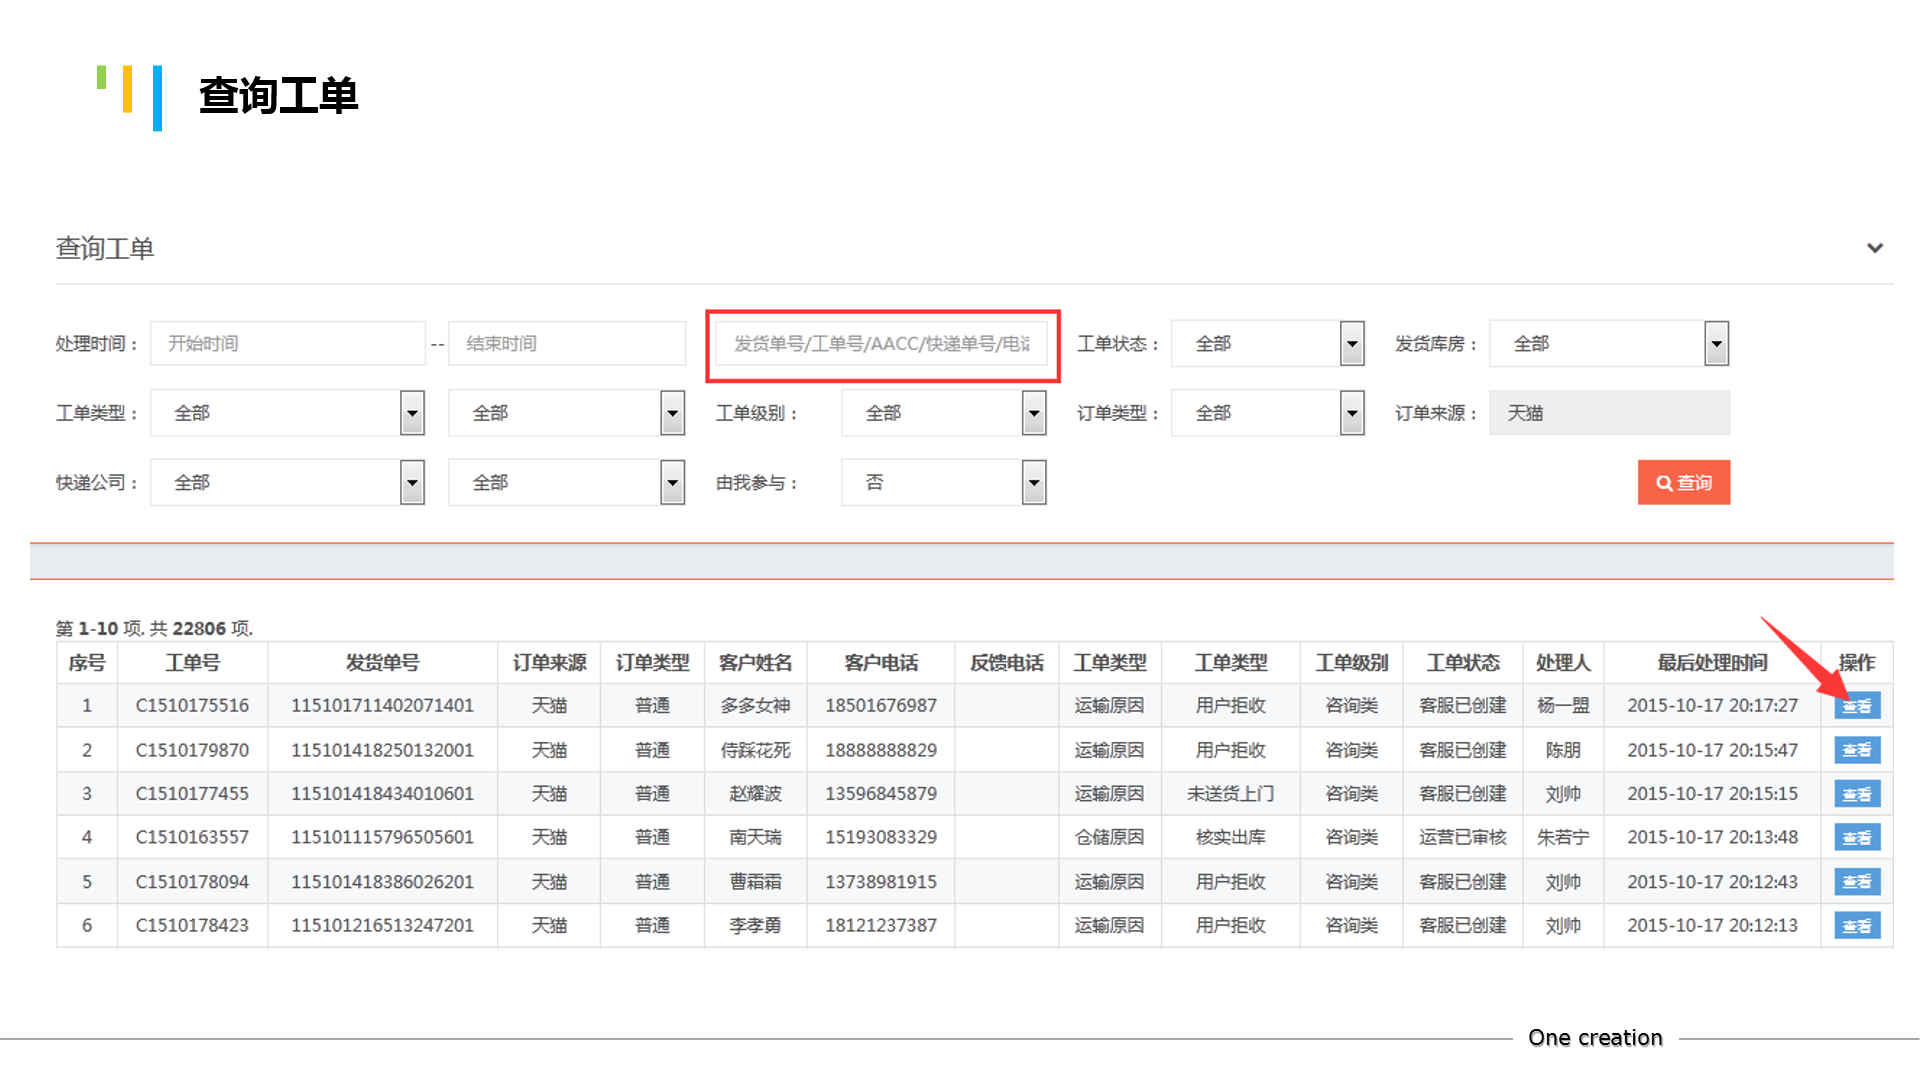 查询工单
查询工单
处理时间： 开始时间 -- 结束时间 发货单号/工单号/AACC/快递单号/电 工单状态： 全部 发货库房： 全部
工单类型： 全部 全部 工单级别： 全部 订单类型： 全部 订单来源： 天猫
快递公司： 全部 全部 由我参与： 否 查询
第 1-10 项. 共 22806 项.
序号 工单号 发货单号 订单来源 订单类型 客户姓名 客户电话 反馈电话 工单类型 工单类型 工单级别 工单状态 处理人 最后处理时间 操作
1 C1510175516 115101711402071401 天猫 普通 多多女神 18501676987 运输原因 用户拒收 咨询类 客服已创建 杨一盟 2015-10-17 20:17:27 查看
2 C1510179870 115101418250132001 天猫 普通 侍踩花死 18888888829 运输原因 用户拒收 咨询类 客服已创建 陈朋 2015-10-17 20:15:47 查看
3 C1510177455 115101418434010601 天猫 普通 赵耀波 13596845879 运输原因 未送货上门 咨询类 客服已创建 刘帅 2015-10-17 20:15:15 查看
4 C1510163557 115101115796505601 天猫 普通 南天瑞 15193083329 仓储原因 核实出库 咨询类 运营已审核 朱若宁 2015-10-17 20:13:48 查看
5 C1510178094 115101418386026201 天猫 普通 曹霜霜 13738981915 运输原因 用户拒收 咨询类 客服已创建 刘帅 2015-10-17 20:12:43 查看
6 C1510178423 115101216513247201 天猫 普通 李孝勇 18121237387 运输原因 用户拒收 咨询类 客服已创建 刘帅 2015-10-17 20:12:13 查看
One creation